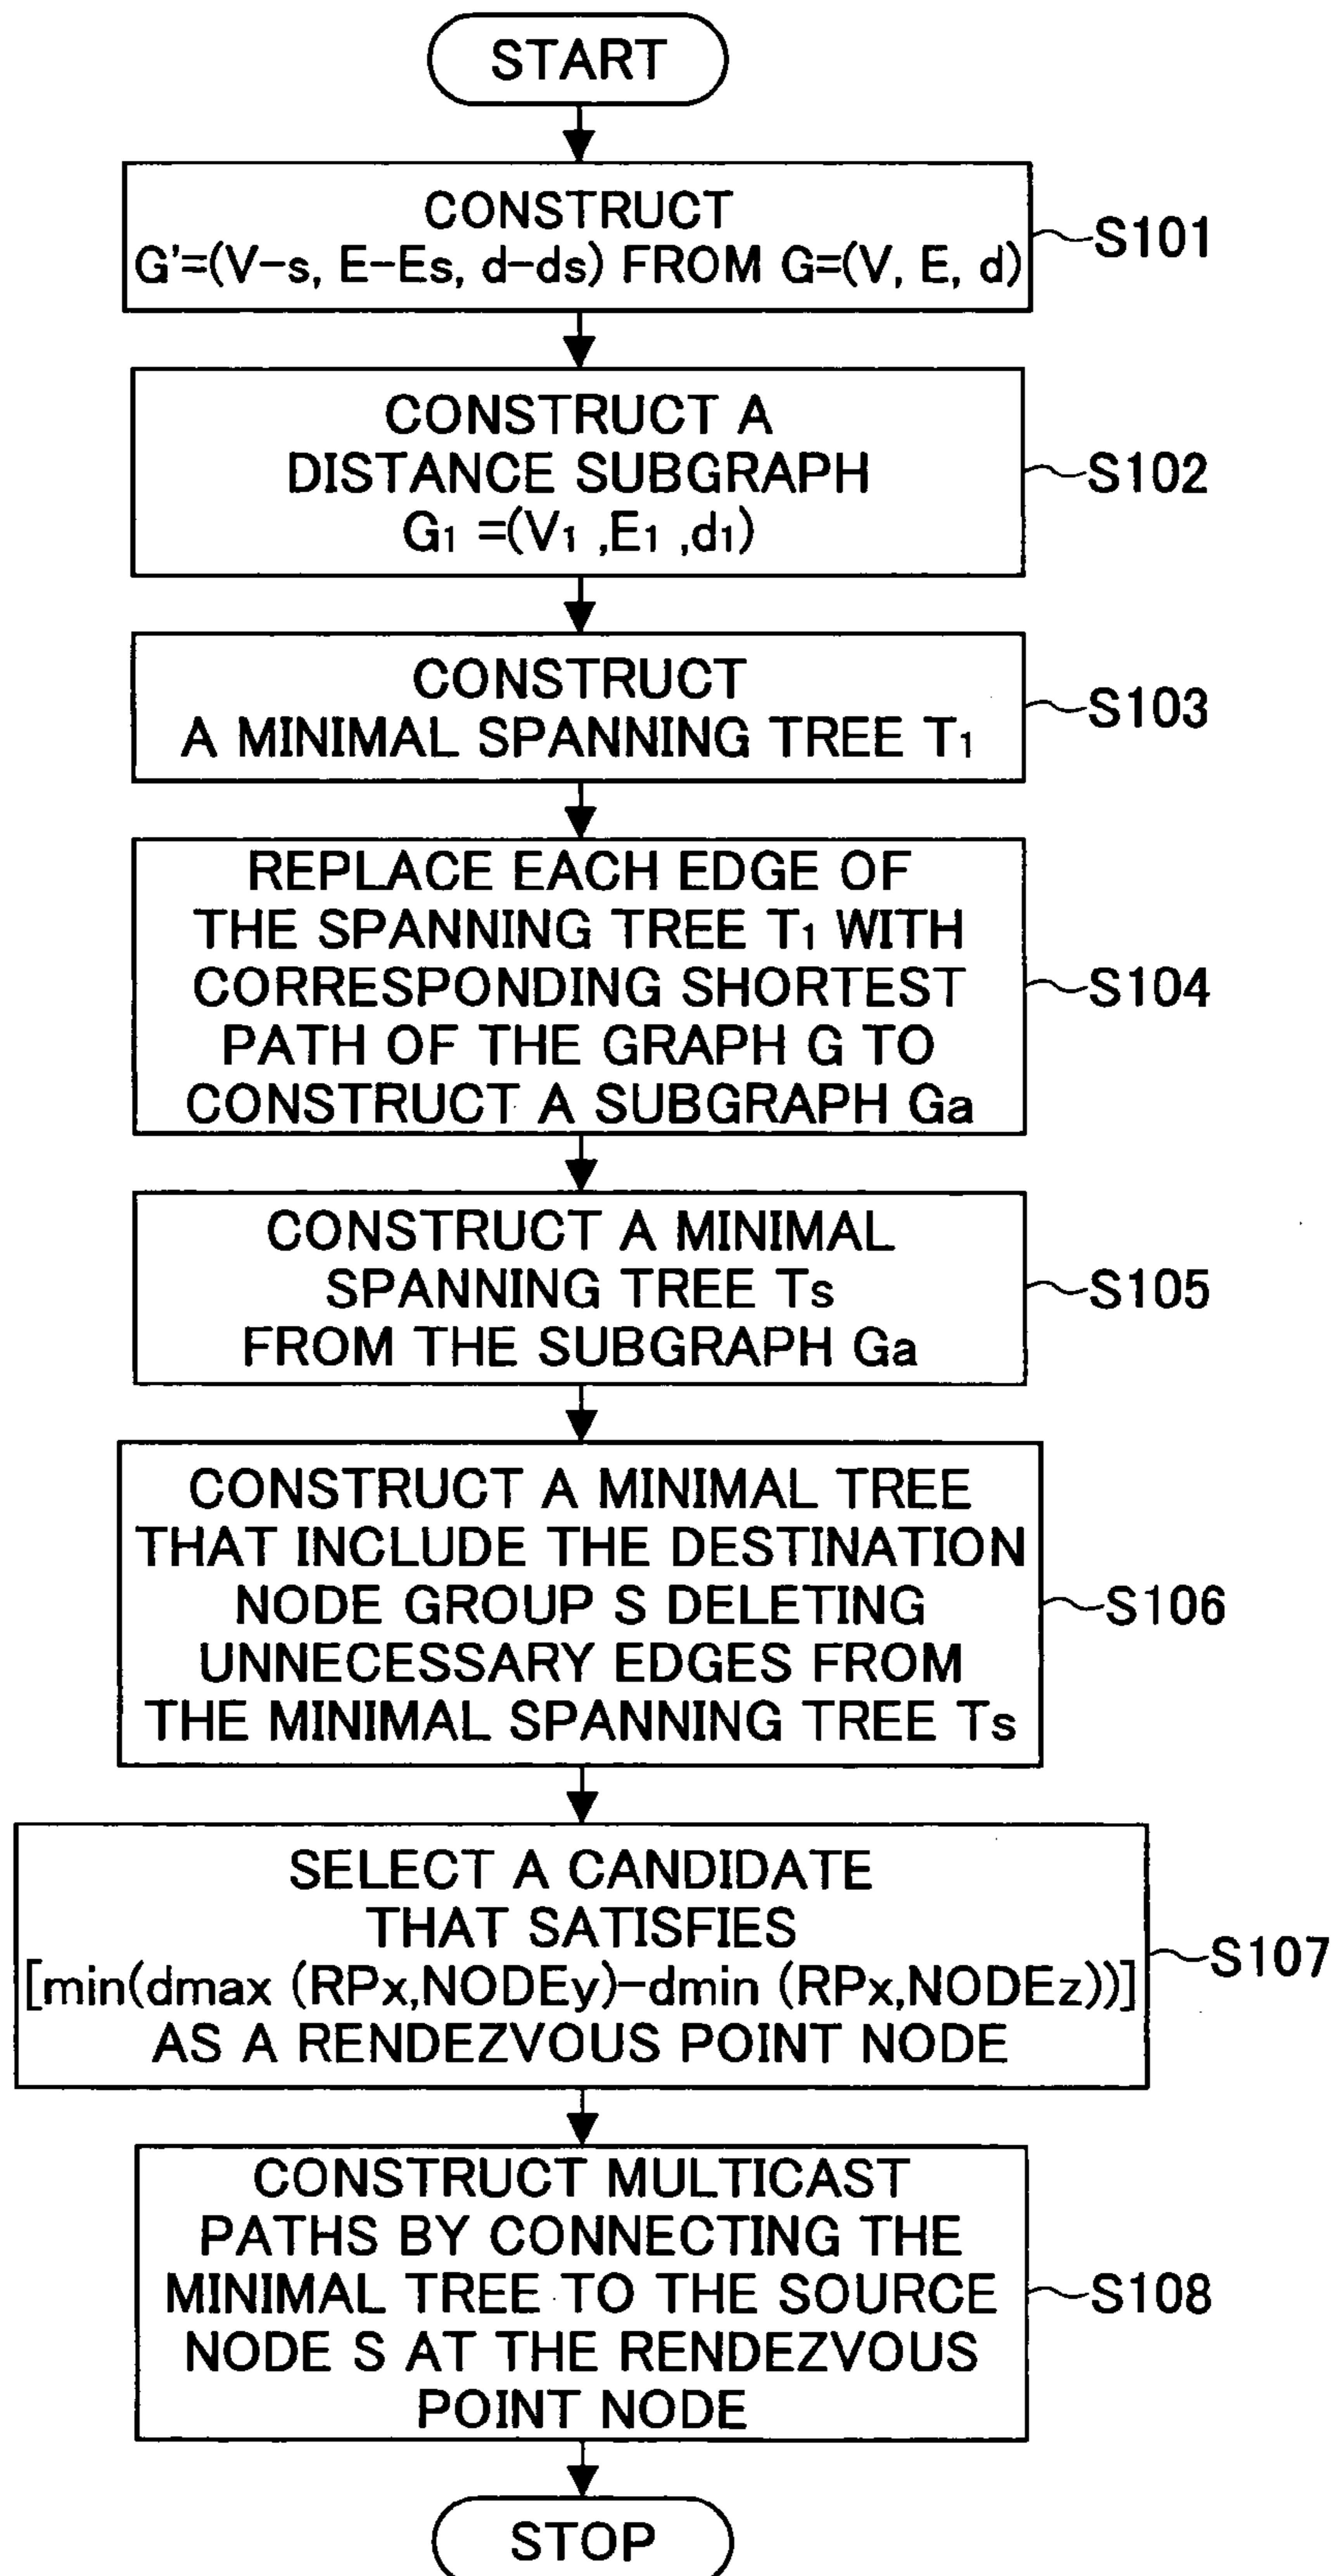 START
CONSTRUCT
G'=(V-s, E-Es, d-ds) FROM G=(V, E, d)
S101
CONSTRUCT A
DISTANCE SUBGRAPH
G1 =(V1 ,E1 ,d1)
S102
CONSTRUCT
A MINIMAL SPANNING TREE T1
S103
REPLACE EACH EDGE OF
THE SPANNING TREE T1 WITH
CORRESPONDING SHORTEST
PATH OF THE GRAPH G TO
CONSTRUCT A SUBGRAPH Ga
S104
CONSTRUCT A MINIMAL
SPANNING TREE Ts
FROM THE SUBGRAPH Ga
S105
CONSTRUCT A MINIMAL TREE
THAT INCLUDE THE DESTINATION
NODE GROUP S DELETING
UNNECESSARY EDGES FROM
THE MINIMAL SPANNING TREE Ts
S106
SELECT A CANDIDATE
THAT SATISFIES
[min(dmax (RPx,NODEy)-dmin (RPx,NODEz))]
AS A RENDEZVOUS POINT NODE
S107
CONSTRUCT MULTICAST
PATHS BY CONNECTING THE
MINIMAL TREE TO THE SOURCE
NODE S AT THE RENDEZVOUS
POINT NODE
S108
STOP